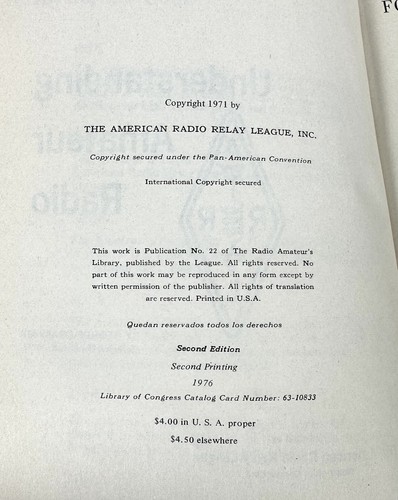 FO
Copyright 1971 by
THE AMERICAN RADIO RELAY LEAGUE, INC.
Copyright secured under the Pan-American Convention
International Copyright secured
This work is Publication No. 22 of The Radio Amateur's
Library, published by the League. All rights reserved. No
part of this work may be reproduced in any form except by
written permission of the publisher. All rights of translation
are reserved. Printed in U.S.A.
Quedan reservados todos los derechos
Second Edition
Second Printing
1976
Library of Congress Catalog Card Number: 63-10833
$4.00 in U. S. A. proper
$4.50 elsewhere